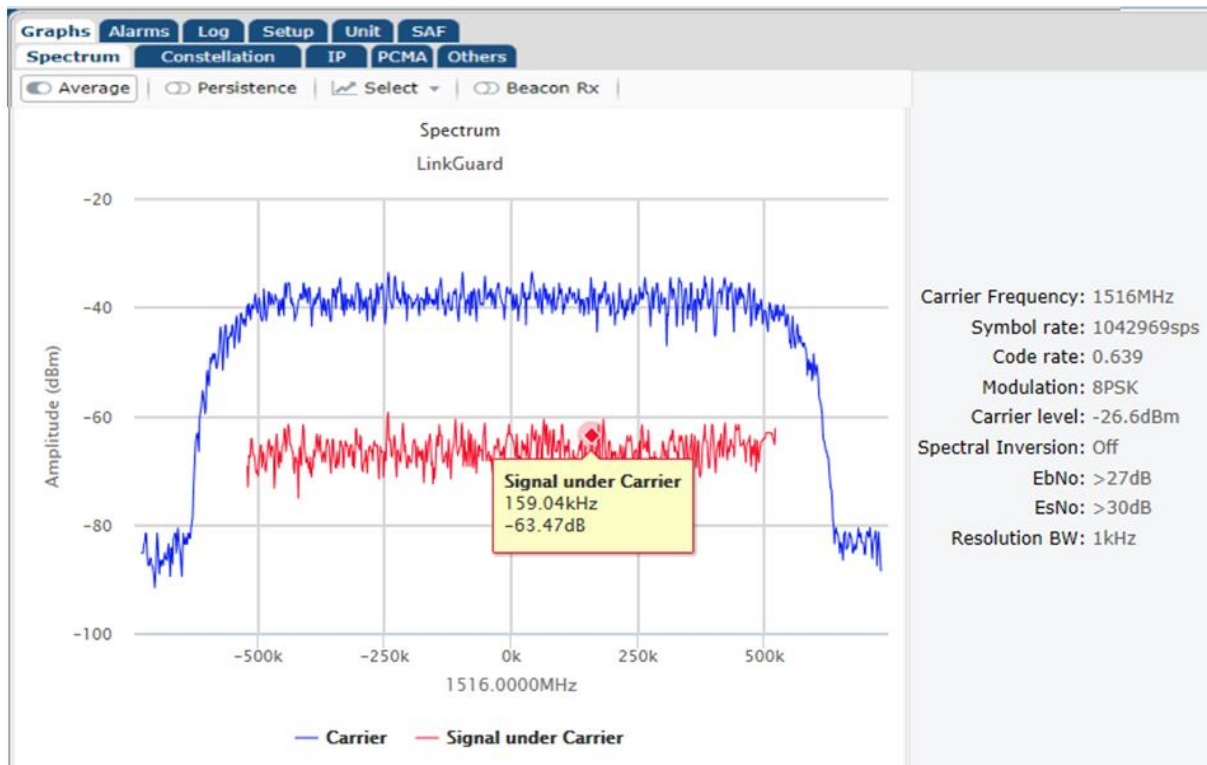 Graphs Alarms Log Setup Unit SAF
Spectrum Constellation IP PCMA Others
Average Persistence Select Beacon Rx
Spectrum
LinkGuard
-20
-40
-60
-80
-100
Amplitude (dBm)
Signal under Carrier
159.04kHz
-63.47dB
-500k -250k 0k 250k 500k
1516.0000MHz
Carrier Signal under Carrier
Carrier Frequency: 1516MHz
Symbol rate: 1042969sps
Code rate: 0.639
Modulation: 8PSK
Carrier level: -26.6dBm
Spectral Inversion: Off
EbNo: >27dB
EsNo: >30dB
Resolution BW: 1kHz